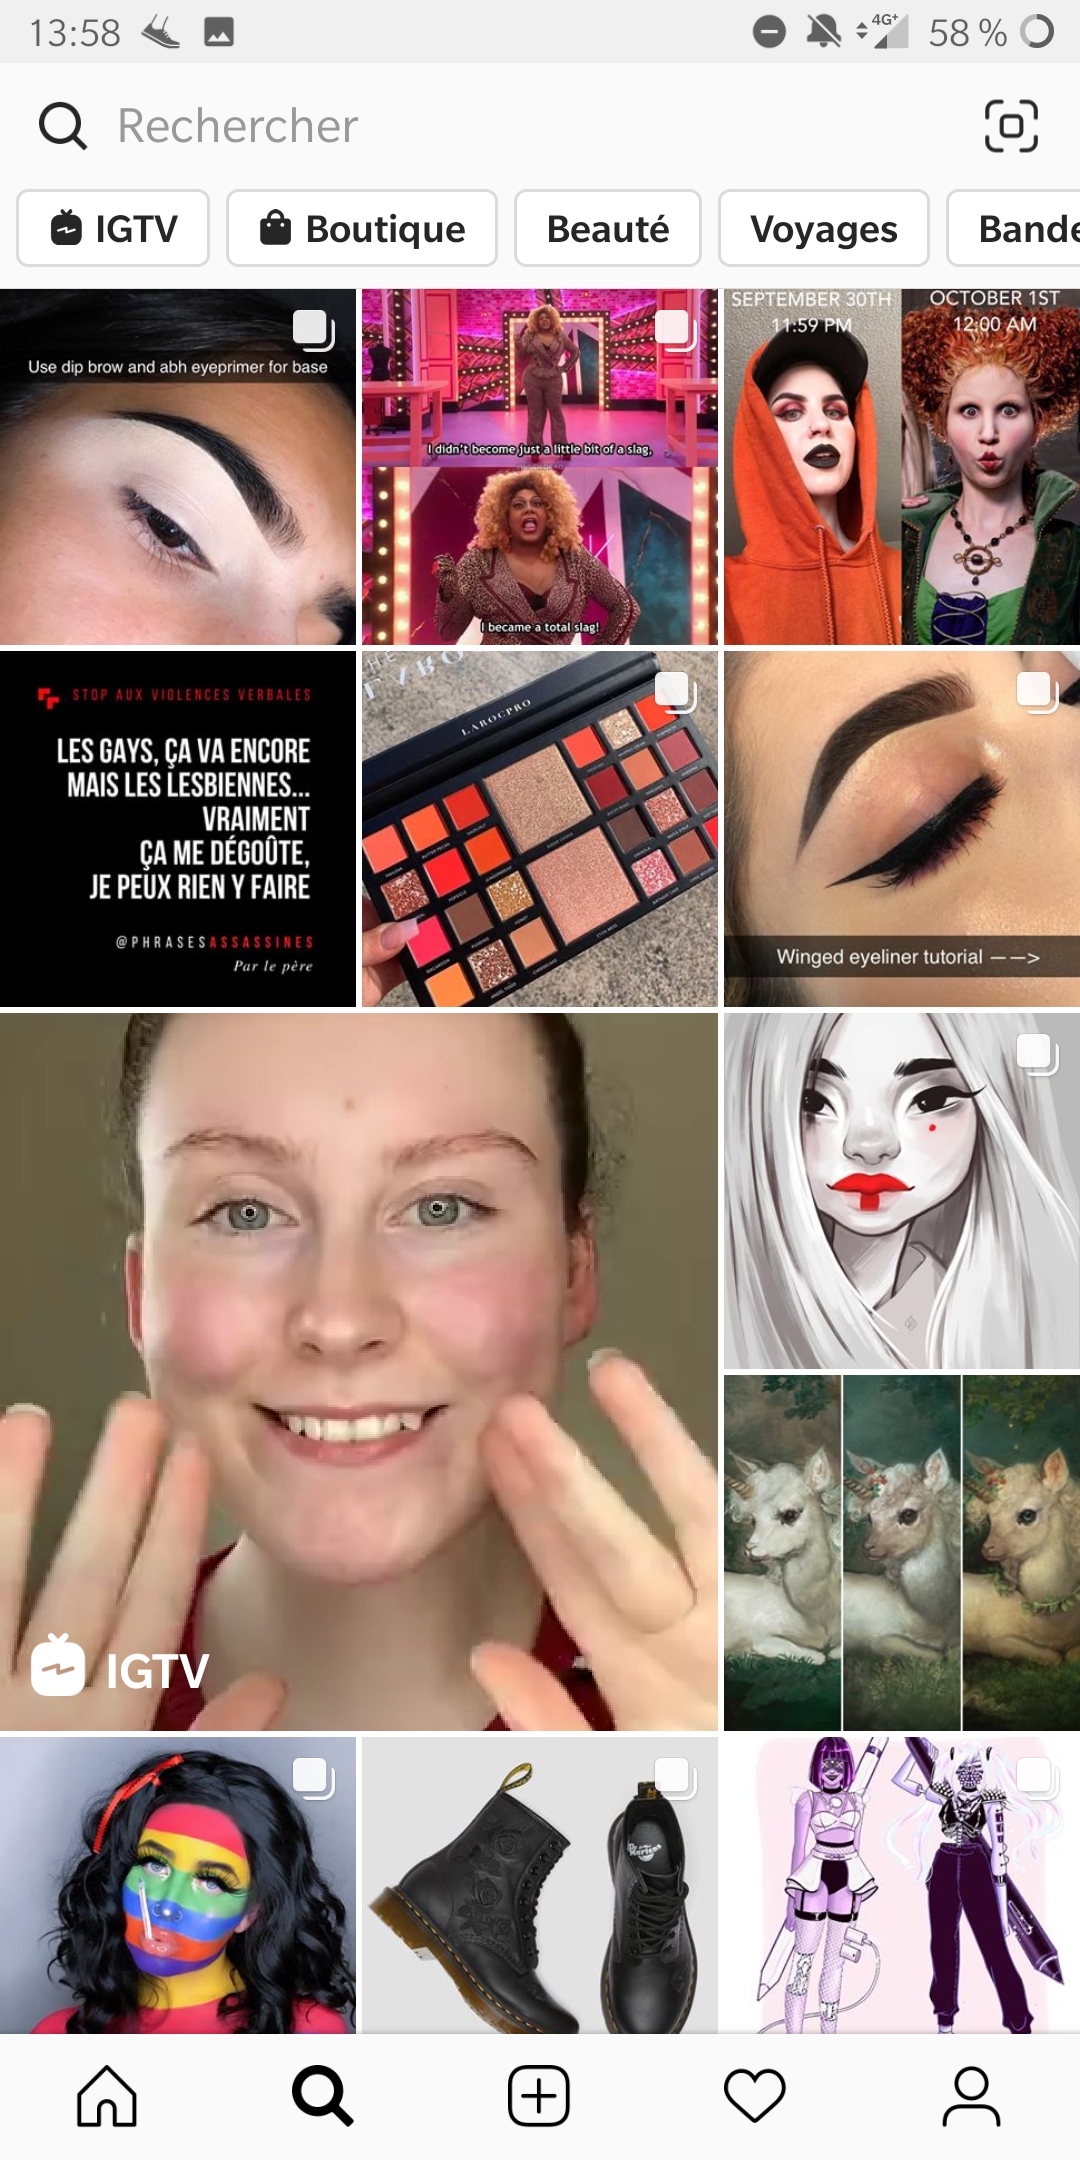 13:58
4G+
58 %
Rechercher
IGTV
Boutique
Beauté
Voyages
Bande
Use dip brow and abh eyeprimer for base
I didn't become just a little bit of a slag,
I became a total slag!
SEPTEMBER 30TH
11:59 PM
OCTOBER 1ST
12:00 AM
STOP AUX VIOLENCES VERBALES
LES GAYS, ÇA VA ENCORE
MAIS LES LESBIENNES...
VRAIMENT
ÇA ME DÉGOÛTE,
JE PEUX RIEN Y FAIRE
@PHRASESASSASSINES
Par le père
LAROCPRO
Winged eyeliner tutorial — —>
IGTV
Dr. Martens